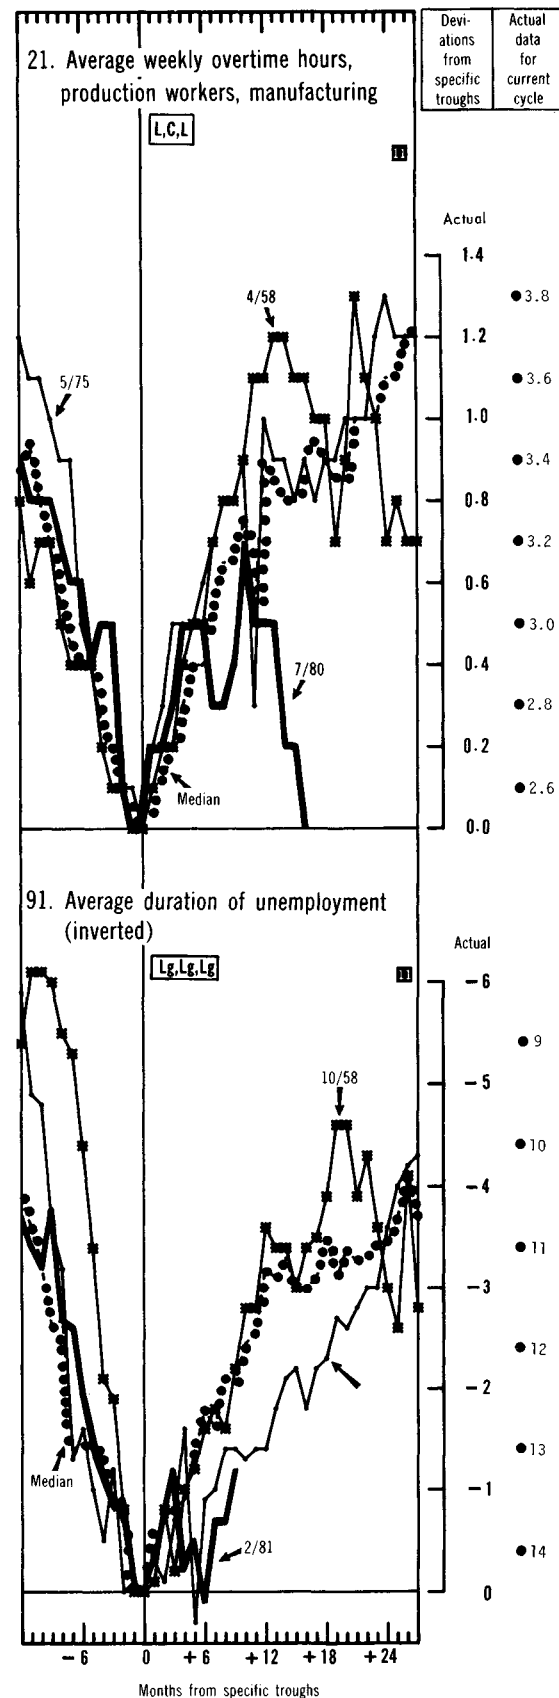 Devi-
ations
from
specific
troughs
Actual
data
for
current
cycle
21. Average weekly overtime hours,
production workers, manufacturing
L,C,L
11
Actual
1.4
4/58
1.2
3.8
5/75
3.6
1.0
3.4
0.8
3.2
0.6
3.0
7/80
0.4
2.8
0.2
Median
2.6
0.0
91. Average duration of unemployment
(inverted)
Lg,Lg,Lg
11
Actual
-6
9
10/58
-5
10
-4
11
-3
12
-2
13
Median
-1
2/81
14
0
-6
0
+6
+12
+18
+24
Months from specific troughs